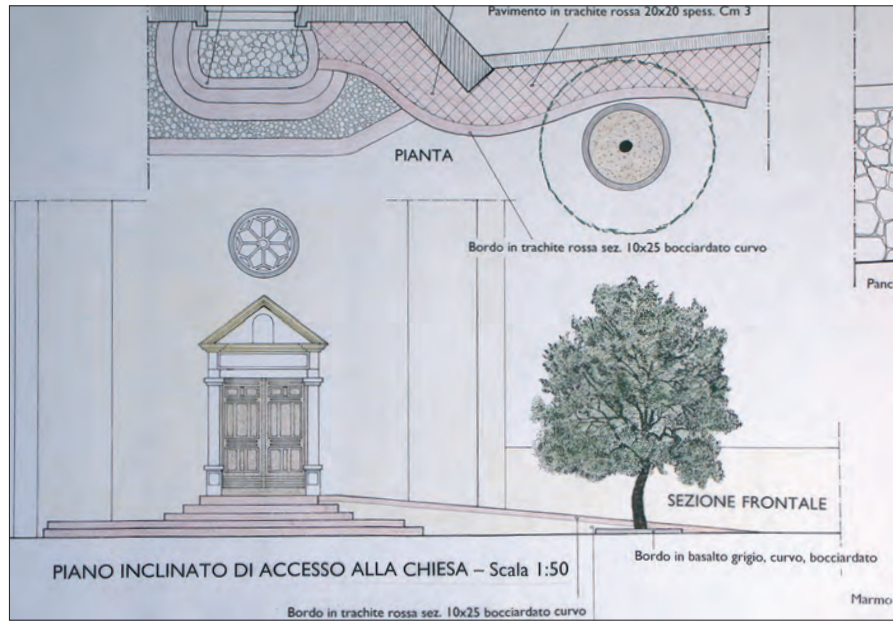 Pavimento in trachite rossa 20x20 spess. Cm 3
PIANTA
Bordo in trachite rossa sez. 10x25 bocciardato curvo
Panc
SEZIONE FRONTALE
Bordo in basalto grigio, curvo, bocciardato
PIANO INCLINATO DI ACCESSO ALLA CHIESA – Scala 1:50
Marmo
Bordo in trachite rossa sez. 10x25 bocciardato curvo